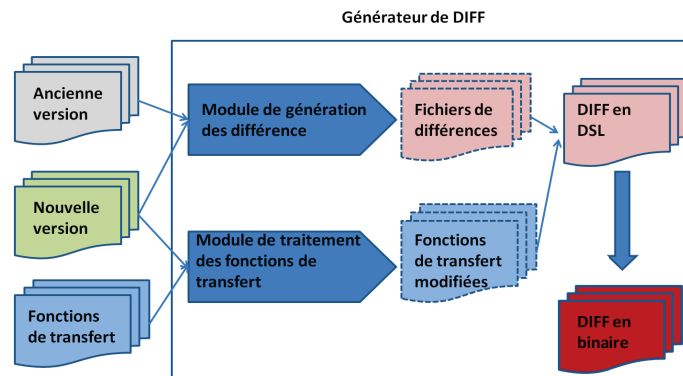 Générateur de DIFF
Ancienne
version
Module de génération
des différence
Fichiers de
différences
DIFF en
DSL
Nouvelle
version
Module de traitement
des fonctions de
transfert
Fonctions
de transfert
modifiées
Fonctions
de transfert
DIFF en
binaire